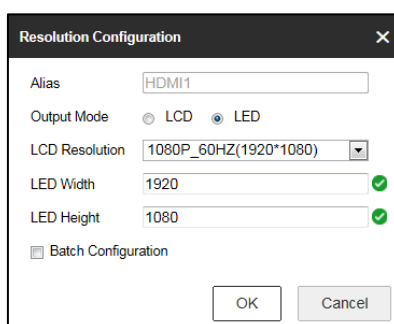 Resolution Configuration
Alias HDMI1
Output Mode LCD LED
LCD Resolution 1080P_60HZ(1920*1080)
LED Width 1920
LED Height 1080
Batch Configuration
OK Cancel